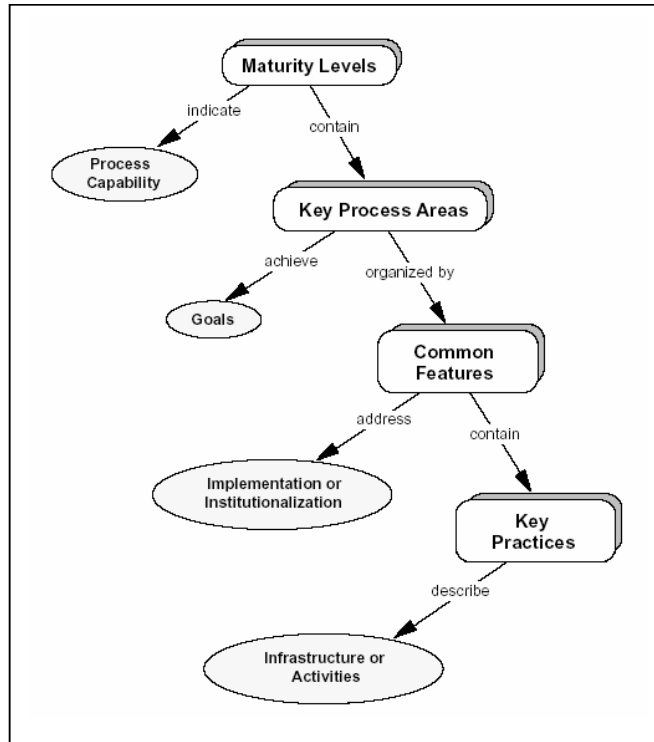 Maturity Levels
indicate
contain
Process
Capability
Key Process Areas
achieve
organized by
Goals
Common
Features
address
contain
Implementation or
Institutionalization
Key
Practices
describe
Infrastructure or
Activities